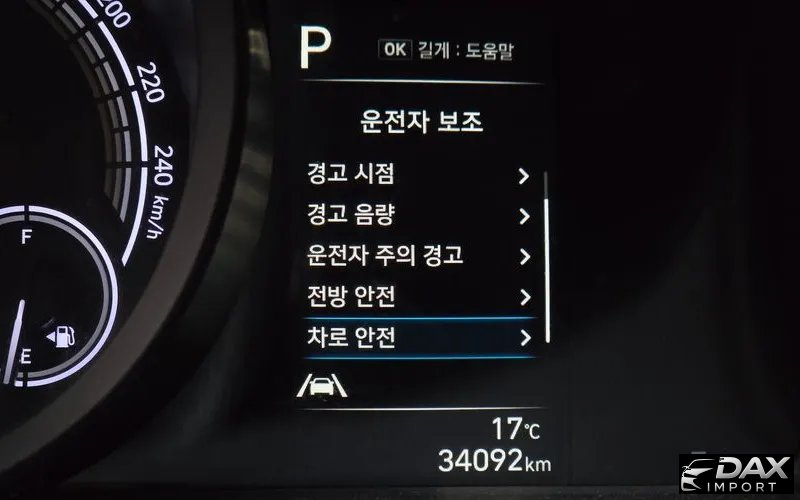 200
220
240 km/h
F
E
P OK 길게 : 도움말
운전자 보조
경고 시점
경고 음량
운전자 주의 경고
전방 안전
차로 안전
17℃
34092km
DAX
IMPORT